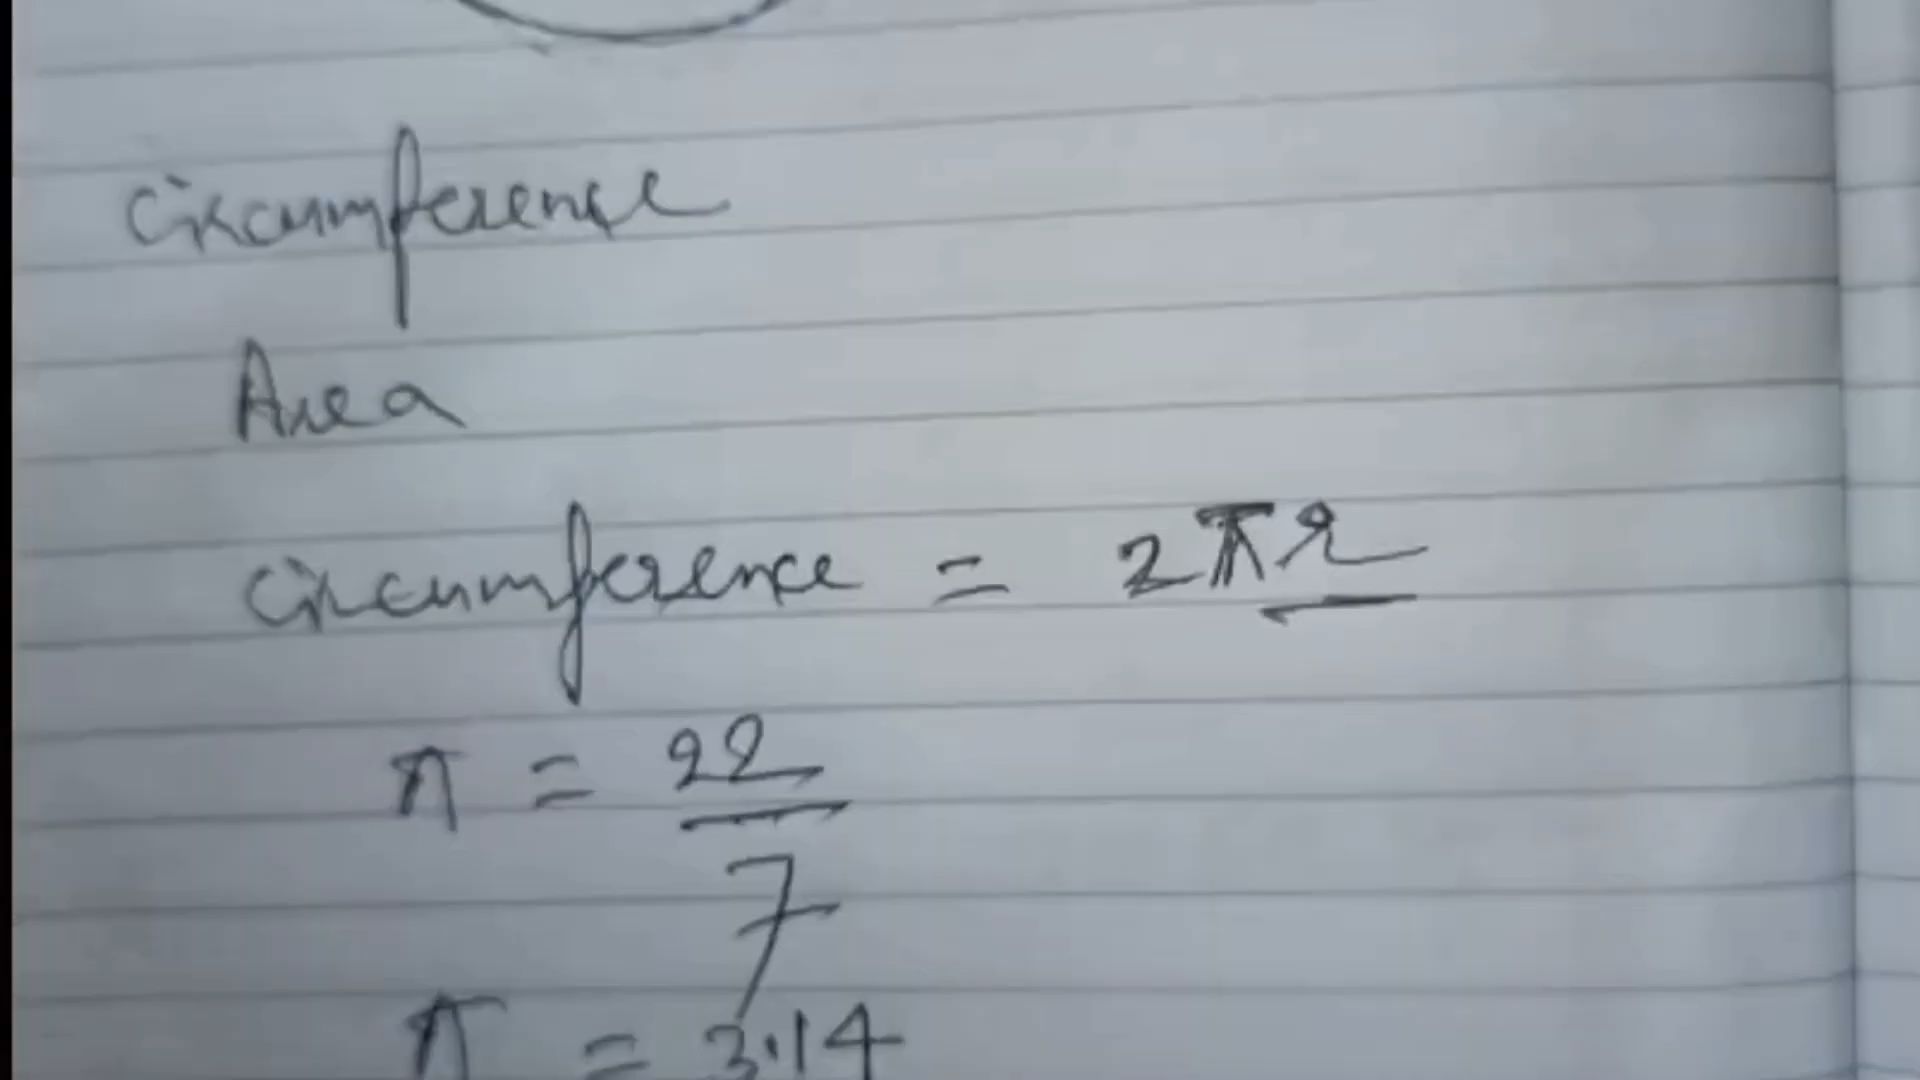 Circumference
Area
Circumference = 2πr
π = 22/7
π = 3.14